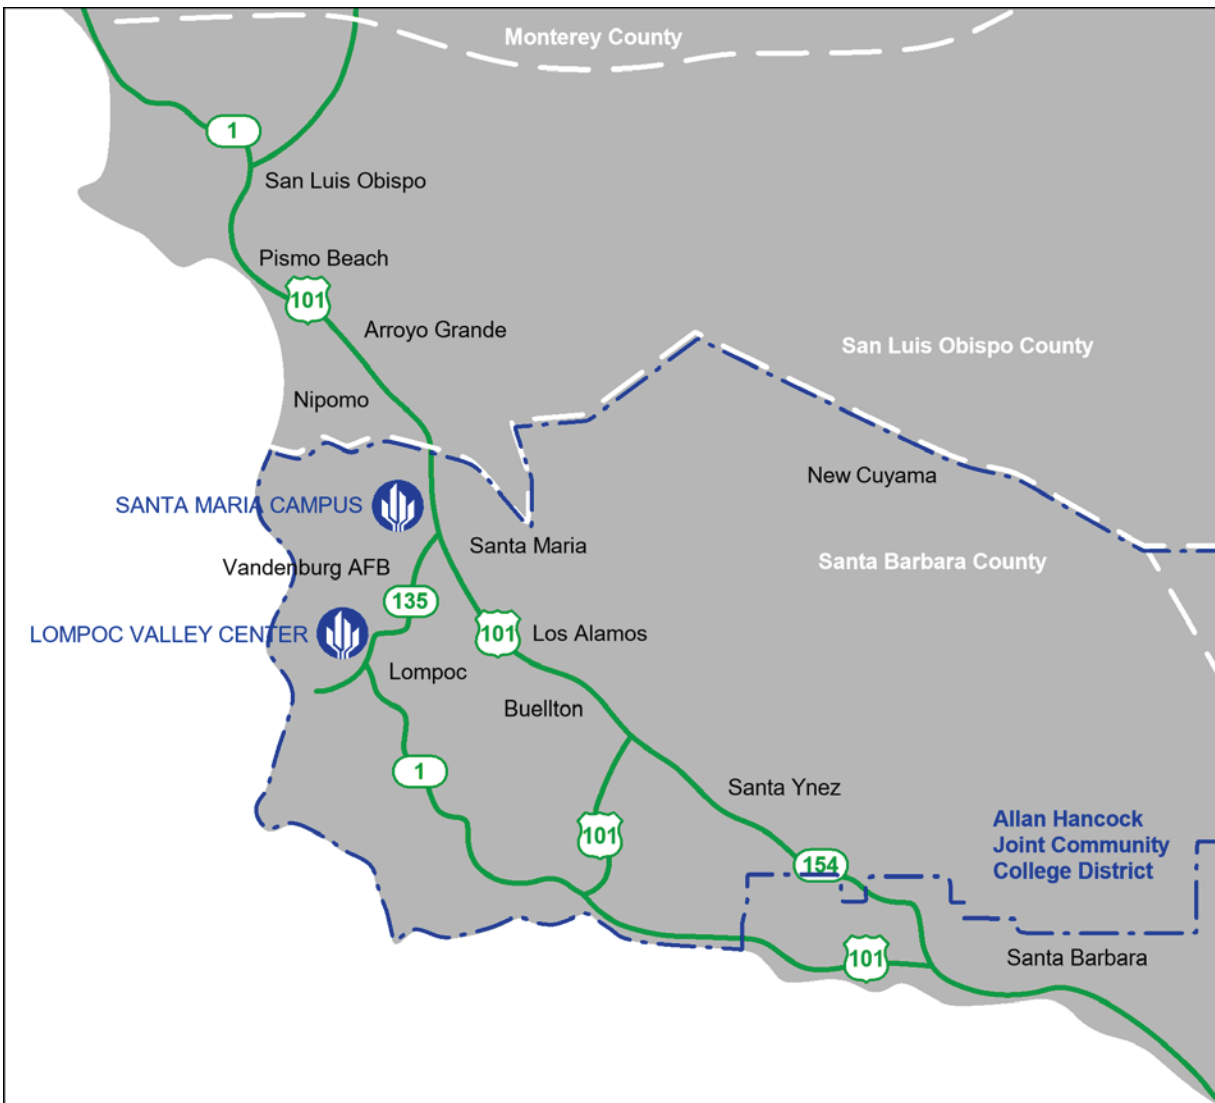 Monterey County
1
San Luis Obispo
Pismo Beach
101
Arroyo Grande
San Luis Obispo County
Nipomo
New Cuyama
SANTA MARIA CAMPUS
Santa Maria
Santa Barbara County
Vandenburg AFB
135
LOMPOC VALLEY CENTER
101
Los Alamos
Lompoc
Buellton
1
Santa Ynez
101
Allan Hancock
Joint Community
College District
154
101
Santa Barbara